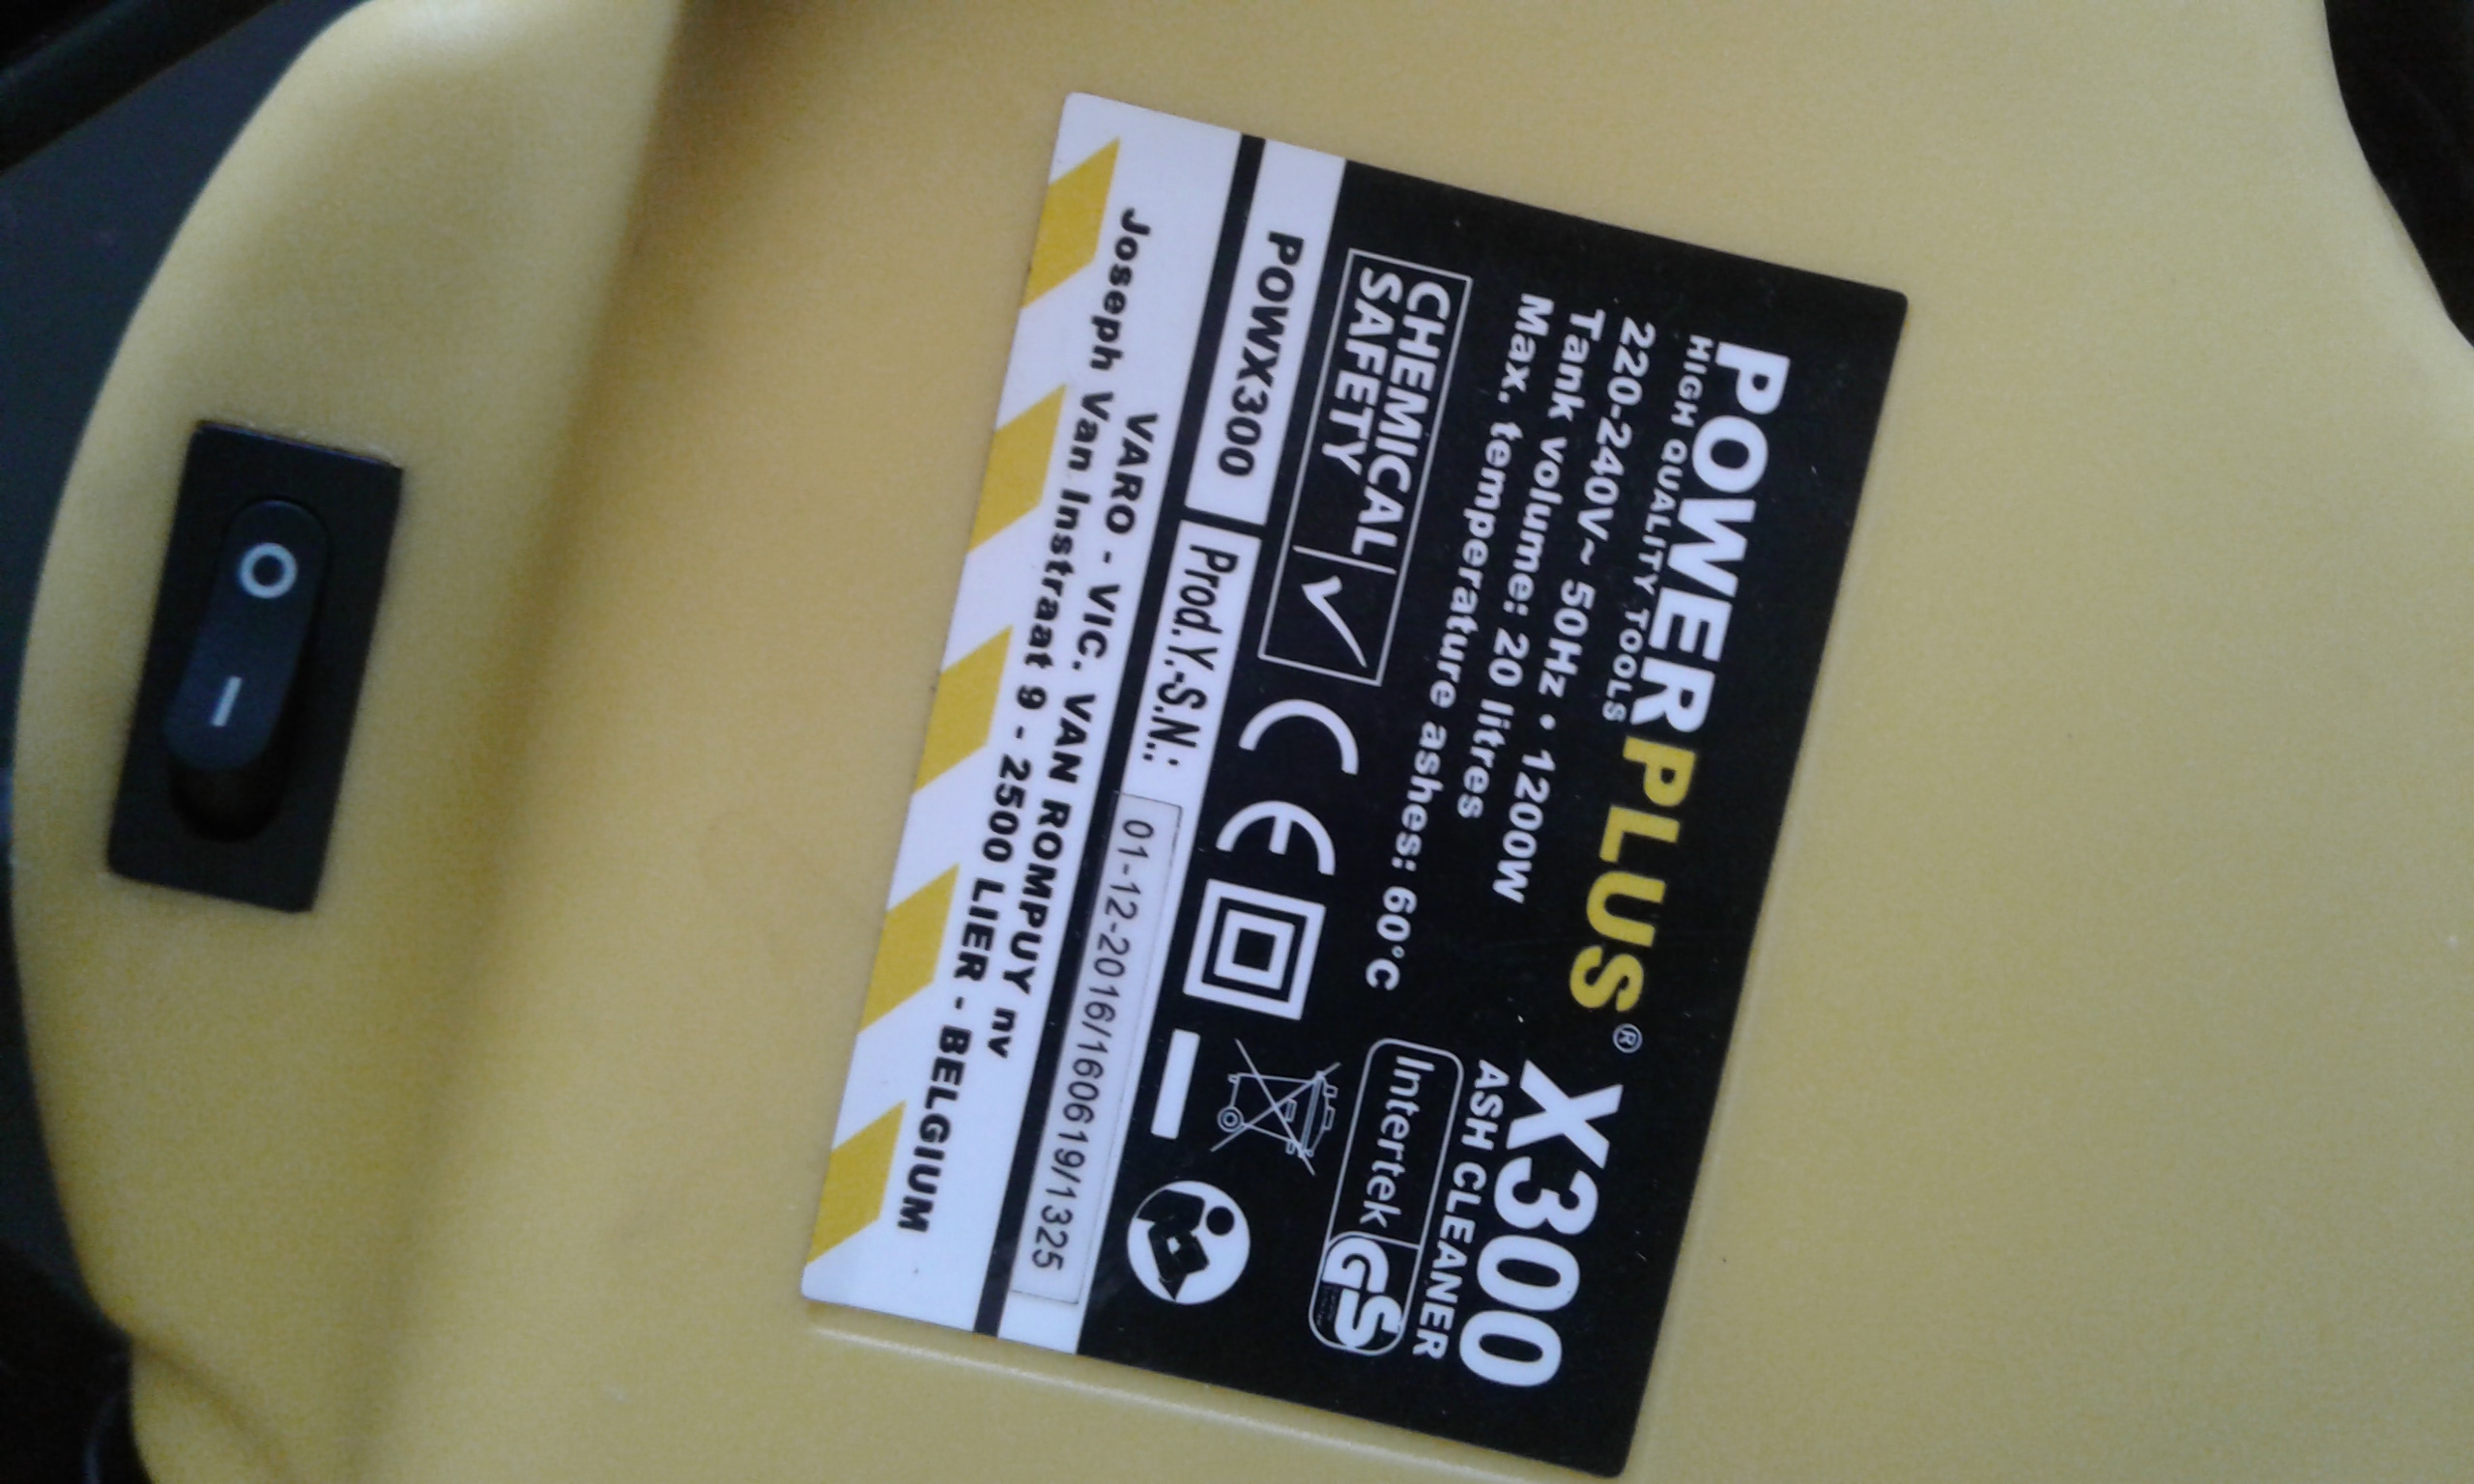 POWERPLUS® X300
HIGH QUALITY TOOLS
ASH CLEANER
220-240V~ 50Hz • 1200W
Tank volume: 20 litres
Max. temperature ashes: 60°C
Intertek GS
CHEMICAL
SAFETY
CE
POWX300
Prod.Y.-S.N.: 01-12-2016/160619/1325
VARO - VIC. VAN ROMPUY nv
Joseph Van Instraat 9 - 2500 LIER - BELGIUM
O I